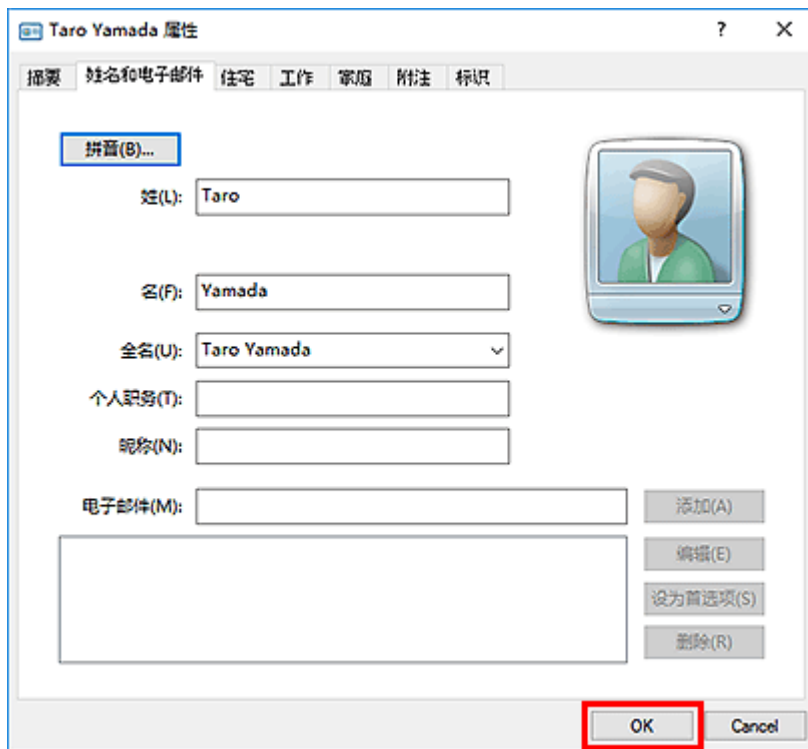 Taro Yamada 属性
摘要 姓名和电子邮件 住宅 工作 家庭 附注 标识
拼音(B)...
姓(L): Taro
名(F): Yamada
全名(U): Taro Yamada
个人职务(T):
昵称(N):
电子邮件(M):
添加(A)
编辑(E)
设为首选项(S)
删除(R)
OK Cancel